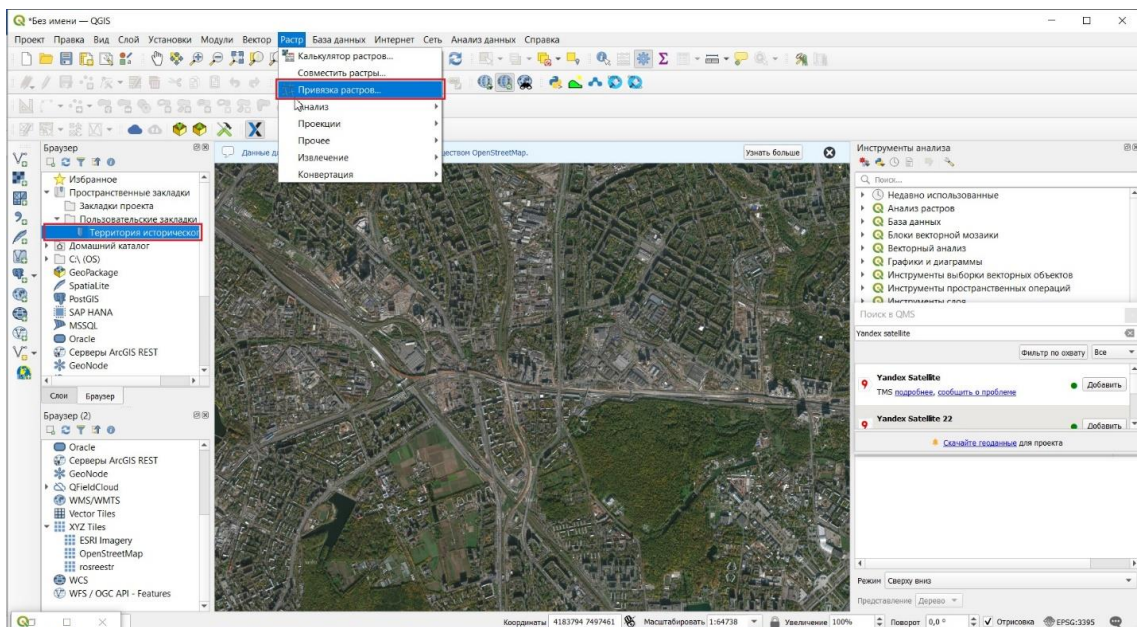 *Без имени — QGIS
Проект Правка Вид Слой Установки Модули Вектор Растр База данных Интернет Сеть Анализ данных Справка
Калькулятор растров...
Совместить растры...
Привязка растров...
Анализ
Проекции
Прочее
Извлечение
Конвертация
Браузер
Избранное
Пространственные закладки
Закладки проекта
Пользовательские закладки
Территория историческог
Домашний каталог
C:\ (OS)
GeoPackage
SpatiaLite
PostGIS
SAP HANA
MSSQL
Oracle
Серверы ArcGIS REST
GeoNode
Слои Браузер
Браузер (2)
Oracle
Серверы ArcGIS REST
GeoNode
QFieldCloud
WMS/WMTS
Vector Tiles
XYZ Tiles
ESRI Imagery
OpenStreetMap
rosreestr
WCS
WFS / OGC API - Features
Данные ществом OpenStreetMap. Узнать больше
Инструменты анализа
Поиск...
Недавно использованные
Анализ растров
База данных
Блоки векторной мозаики
Векторный анализ
Графики и диаграммы
Инструменты выборки векторных объектов
Инструменты пространственных операций
Инструменты слоя
Поиск в QMS
Yandex satellite
Фильтр по охвату Все
Yandex Satellite
TMS подробнее, сообщить о проблеме Добавить
Yandex Satellite 22
Добавить
Скачайте геоданные для проекта
Режим Сверху вниз
Представление Дерево
Координаты 4183794 7497461 Масштабировать 1:64738 Увеличение 100% Поворот 0,0 ° Отрисовка EPSG:3395